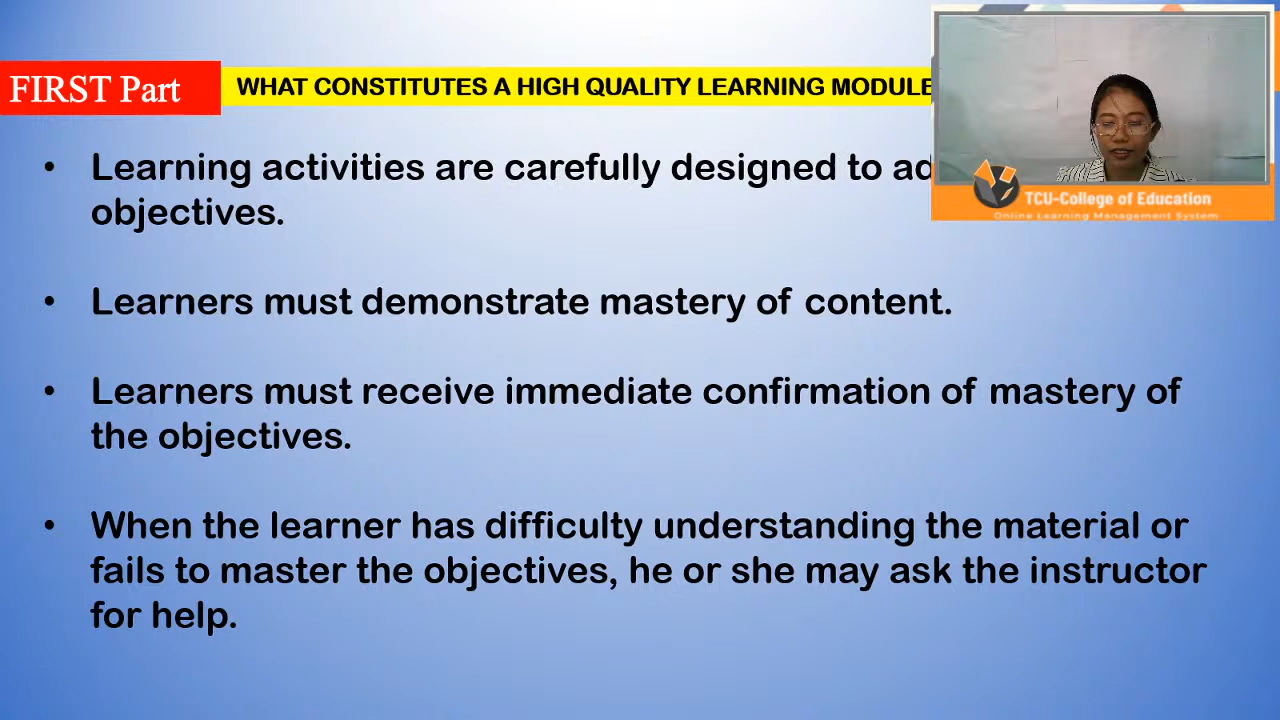 FIRST Part
WHAT CONSTITUTES A HIGH QUALITY LEARNING MODULE
• Learning activities are carefully designed to
objectives.
• Learners must demonstrate mastery of content.
• Learners must receive immediate confirmation of mastery of
the objectives.
• When the learner has difficulty understanding the material or
fails to master the objectives, he or she may ask the instructor
for help.
TCU-College of Education
Online Learning Management System